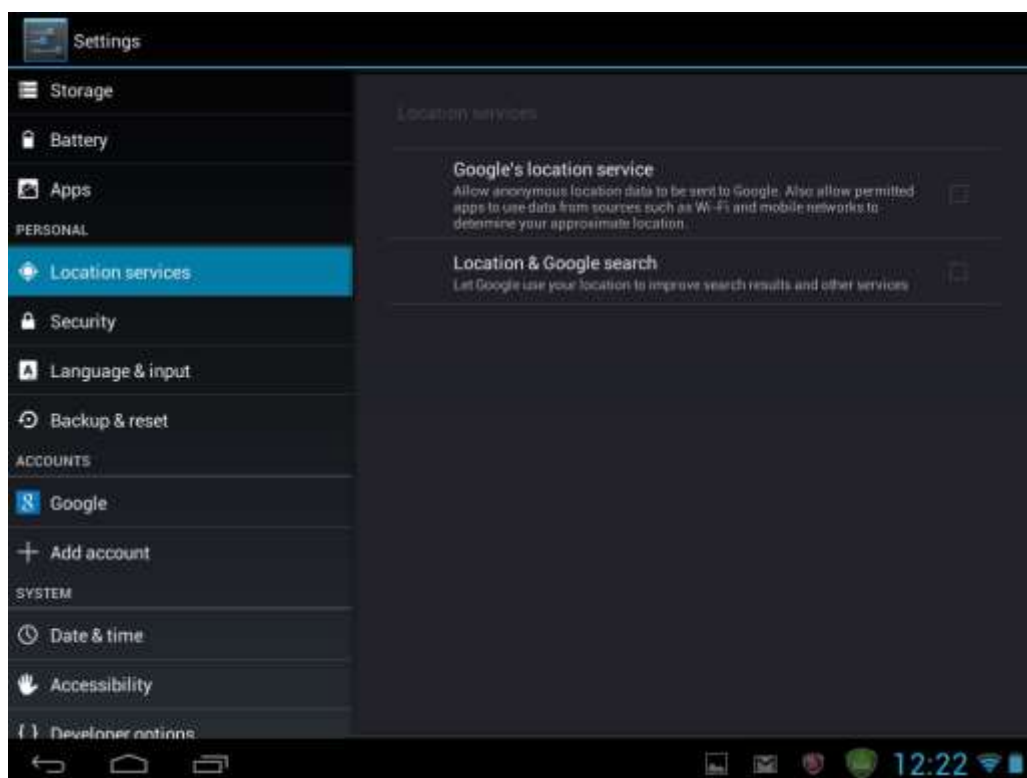 Settings
Storage
Battery
Apps
PERSONAL
Location services
Security
Language & input
Backup & reset
ACCOUNTS
Google
Add account
SYSTEM
Date & time
Accessibility
Developer options
Location services
Google's location service
Allow anonymous location data to be sent to Google. Also allow permitted
apps to use data from sources such as Wi-Fi and mobile networks to
determine your approximate location.
Location & Google search
Let Google use your location to improve search results and other services
12:22